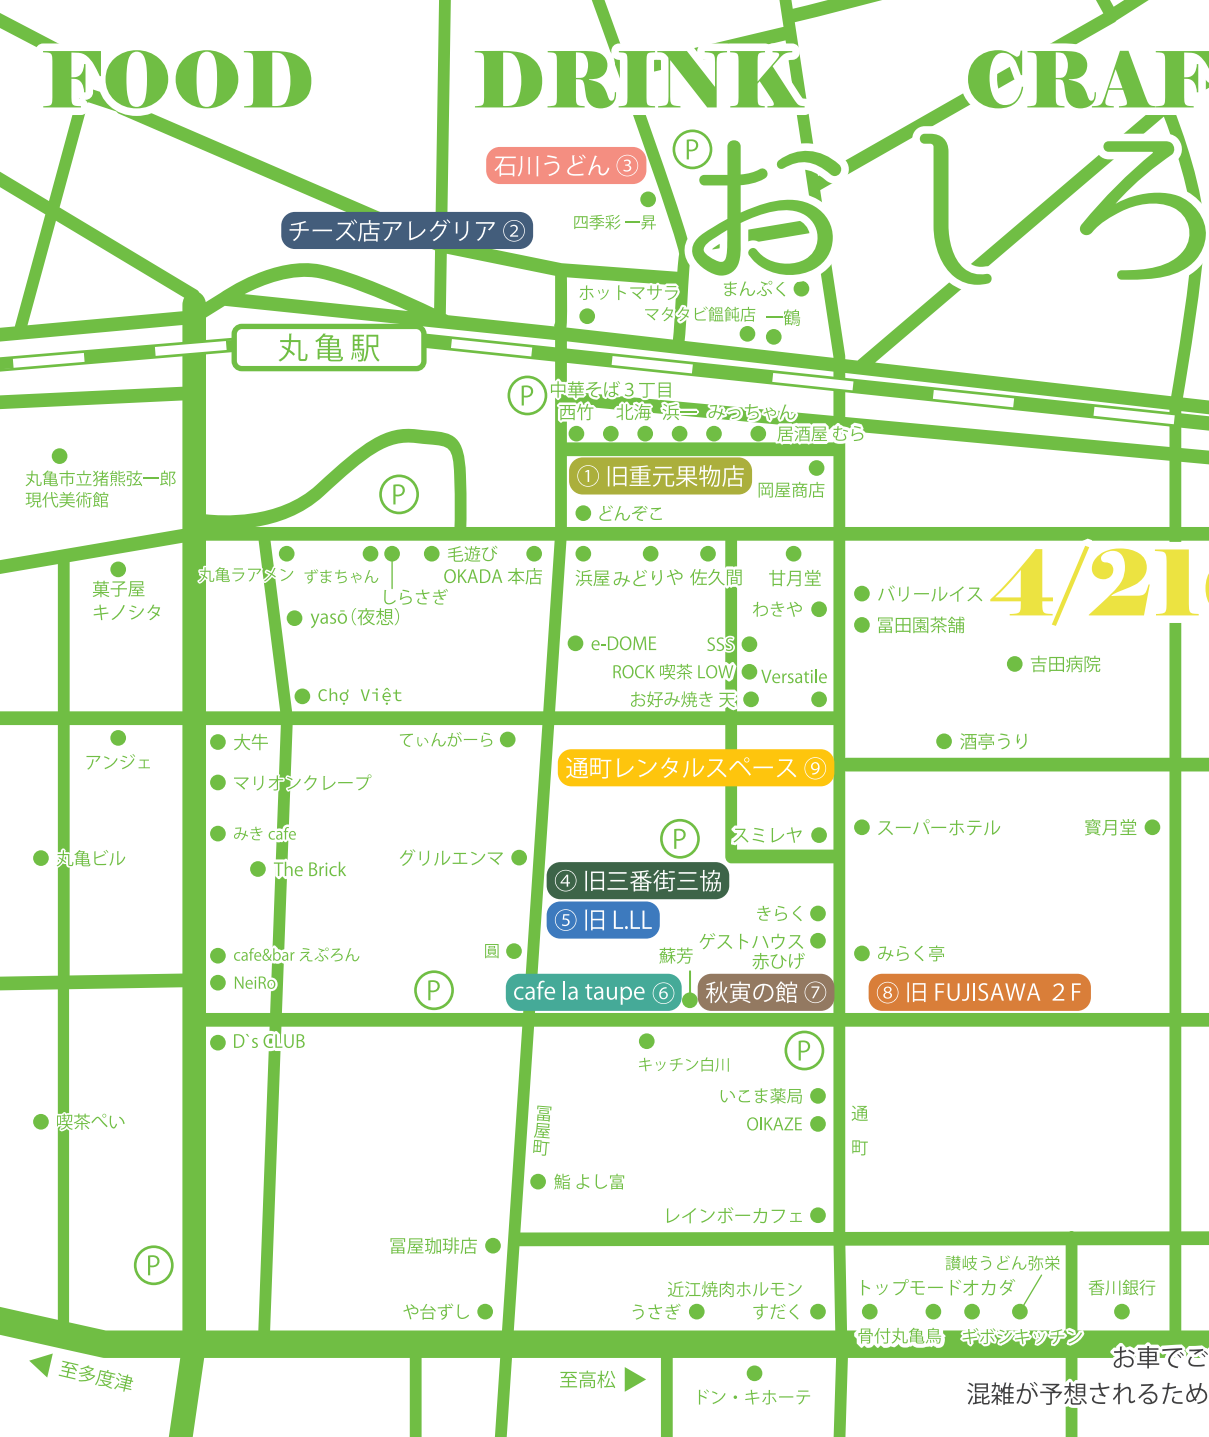 FOOD DRINK CRAF
おしろ
P
石川うどん ③
四季彩 一昇
チーズ店アレグリア ②
まんぷく
ホットマサラ
マタタビ饂飩店 一鶴
丸亀駅
P
中華そば３丁目
西竹 北海 浜一 みっちゃん
居酒屋 むら
丸亀市立猪熊弦一郎
現代美術館
P
① 旧重元果物店
岡屋商店
どんぞこ
丸亀ラアメン ずまちゃん
しらさぎ
毛遊び
OKADA 本店
浜屋 みどりや 佐久間 甘月堂
菓子屋
キノシタ
yasō（夜想）
わきや
バリールイス
冨田園茶舗
4/21
e-DOME
SSS
ROCK 喫茶 LOW
Versatile
お好み焼き 天
吉田病院
Chợ Việt
アンジェ
大牛
てぃんがーら
酒亭うり
マリオンクレープ
通町レンタルスペース ⑨
みき cafe
P
スミレヤ
スーパーホテル
寳月堂
丸亀ビル
The Brick
グリルエンマ
④ 旧三番街三協
⑤ 旧 L.LL
きらく
ゲストハウス
赤ひげ
cafe&bar えぷろん
圓
蘇芳
みらく亭
NeiRo
P
cafe la taupe ⑥
秋寅の館 ⑦
⑧ 旧 FUJISAWA ２F
D`s CLUB
キッチン白川
P
いこま薬局
OIKAZE
喫茶ぺい
冨屋町
通町
鮨 よし富
レインボーカフェ
冨屋珈琲店
P
讃岐うどん弥栄
近江焼肉ホルモン
すだく
うさぎ
や台ずし
トップモードオカダ
香川銀行
骨付丸亀鳥 ギボンキッチン
至多度津
至高松
ドン・キホーテ
お車でご
混雑が予想されるため